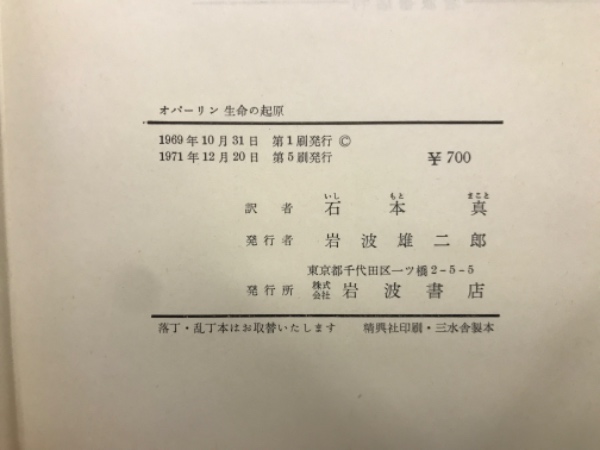 オパーリン 生命の起原
1969年10月31日 第1刷発行 ©
1971年12月20日 第5刷発行 ¥700
いし もと まこと
訳者 石本真
発行者 岩波雄二郎
東京都千代田区一ツ橋2-5-5
発行所 株式会社 岩波書店
落丁・乱丁本はお取替いたします 精興社印刷・三水舎製本